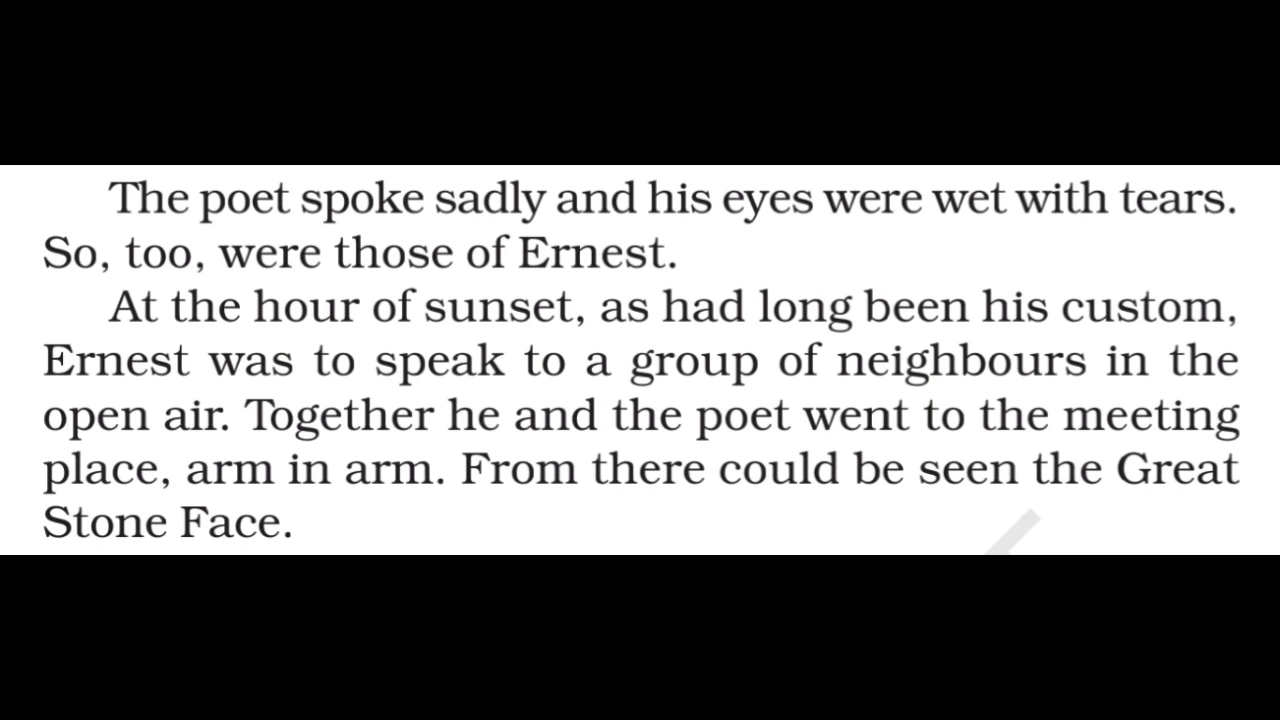 The poet spoke sadly and his eyes were wet with tears.
So, too, were those of Ernest.
At the hour of sunset, as had long been his custom,
Ernest was to speak to a group of neighbours in the
open air. Together he and the poet went to the meeting
place, arm in arm. From there could be seen the Great
Stone Face.